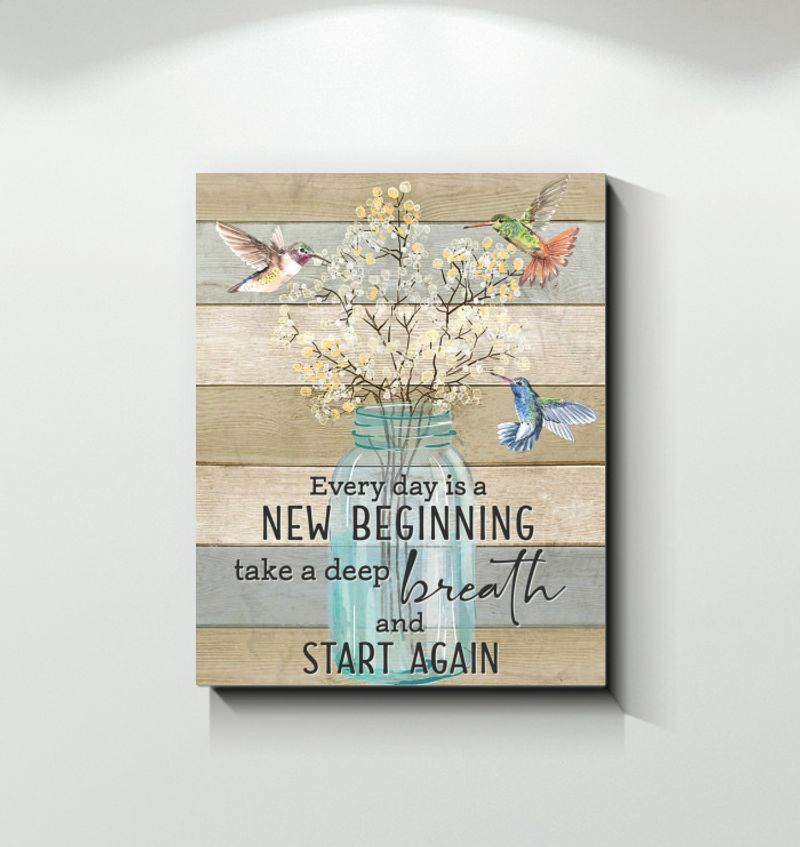 Every day is a
NEW BEGINNING
take a deep breath
and
START AGAIN